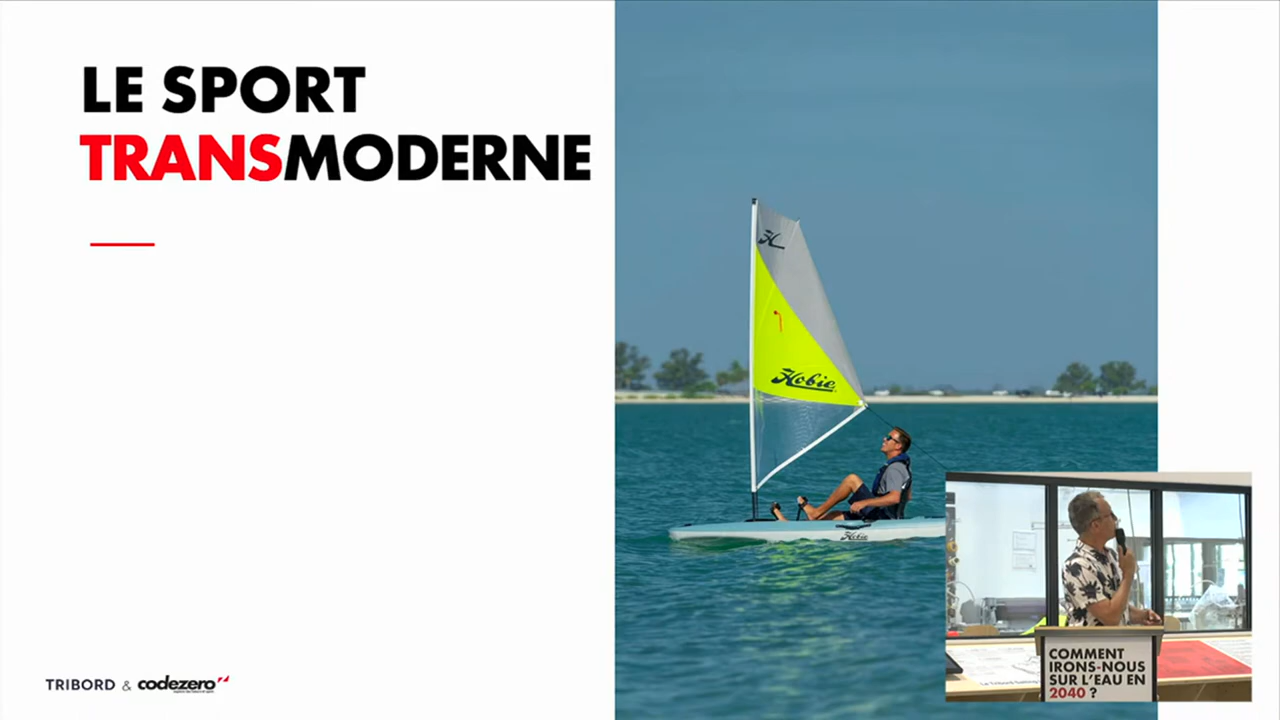 LE SPORT
TRANSMODERNE
Hobie
Hobie
TRIBORD & codezero
COMMENT
IRONS-NOUS
SUR L'EAU EN
2040 ?